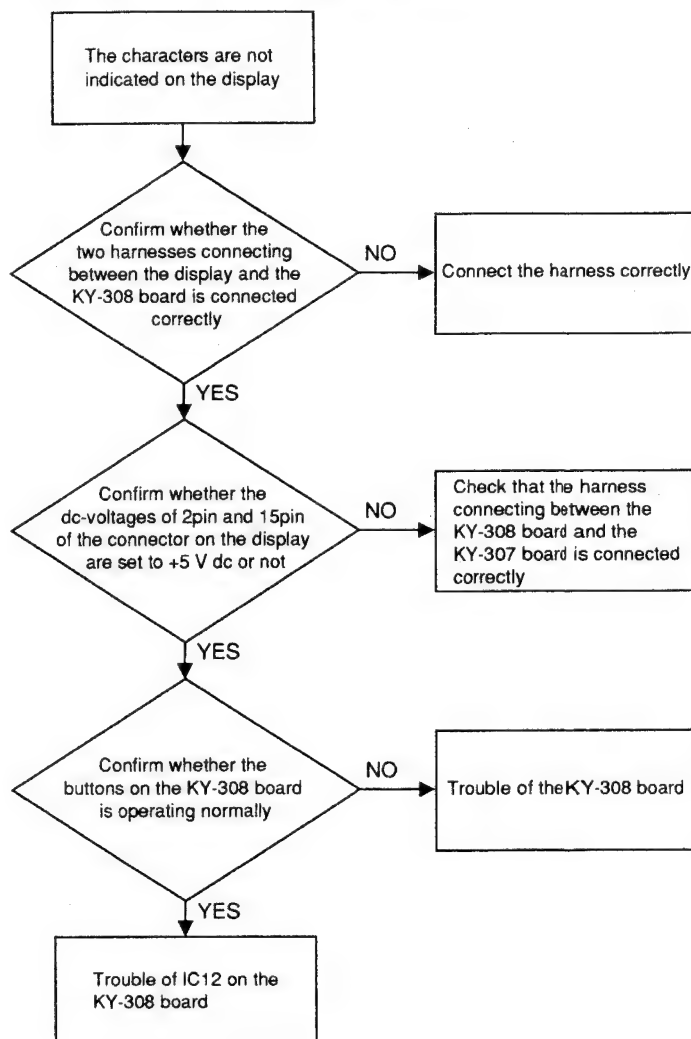 The characters are not
indicated on the display
Confirm whether the
two harnesses connecting
between the display and the
KY-308 board is connected
correctly
NO
Connect the harness correctly
YES
Confirm whether the
dc-voltages of 2pin and 15pin
of the connector on the display
are set to +5 V dc or not
NO
Check that the harness
connecting between the
KY-308 board and the
KY-307 board is connected
correctly
YES
Confirm whether the
buttons on the KY-308 board
is operating normally
NO
Trouble of the KY-308 board
YES
Trouble of IC12 on the
KY-308 board